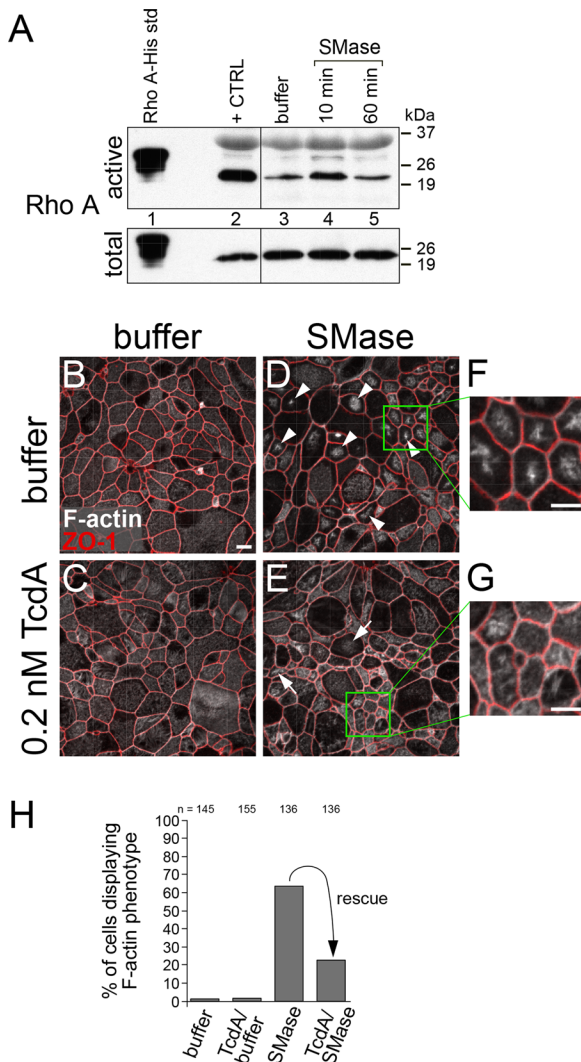 A
Rho A-His std
+ CTRL
buffer
SMase
10 min
60 min
kDa
active
37
26
19
Rho A
1 2 3 4 5
total
26
19
buffer SMase
buffer
B
D
F
F-actin
ZO-1
0.2 nM TcdA
C
E
G
H
n = 145 155 136 136
% of cells displaying
F-actin phenotype
100
90
80
70
60
50
40
30
20
10
0
rescue
buffer
TcdA/
buffer
SMase
TcdA/
SMase